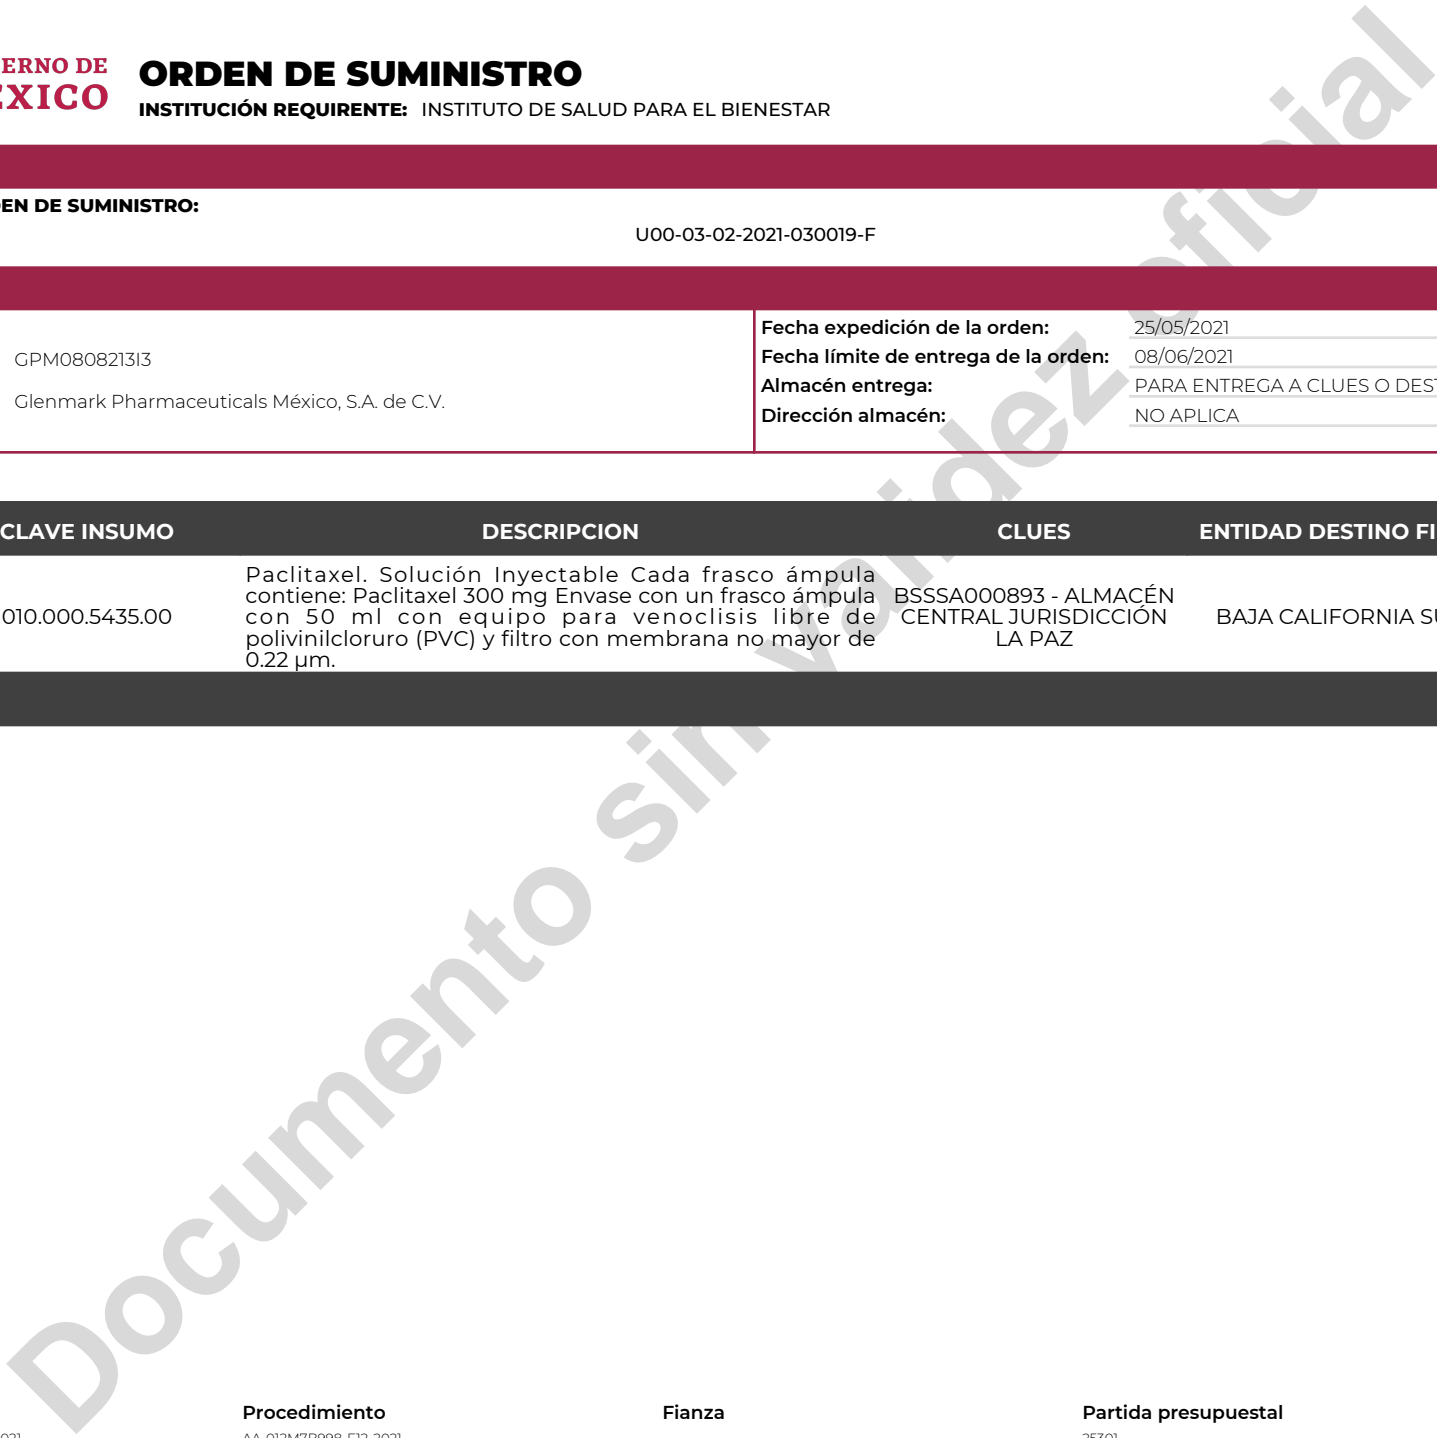 ERNO DE
ORDEN DE SUMINISTRO
INSTITUCIÓN REQUIRENTE: INSTITUTO DE SALUD PARA EL BIENESTAR
EN DE SUMINISTRO:
U00-03-02-2021-030019-F
GPM0808213I3
Glenmark Pharmaceuticals México, S.A. de C.V.
Fecha expedición de la orden: 25/05/2021
Fecha límite de entrega de la orden: 08/06/2021
Almacén entrega: PARA ENTREGA A CLUES O DEST
Dirección almacén: NO APLICA
CLAVE INSUMO DESCRIPCION CLUES ENTIDAD DESTINO FI
010.000.5435.00
Paclitaxel. Solución Inyectable Cada frasco ámpula
contiene: Paclitaxel 300 mg Envase con un frasco ámpula
con 50 ml con equipo para venoclisis libre de
polivinilcloruro (PVC) y filtro con membrana no mayor de
0.22 µm.
BSSSA000893 - ALMACÉN
CENTRAL JURISDICCIÓN
LA PAZ
BAJA CALIFORNIA SU
Documento sin validez oficial
Procedimiento Fianza Partida presupuestal